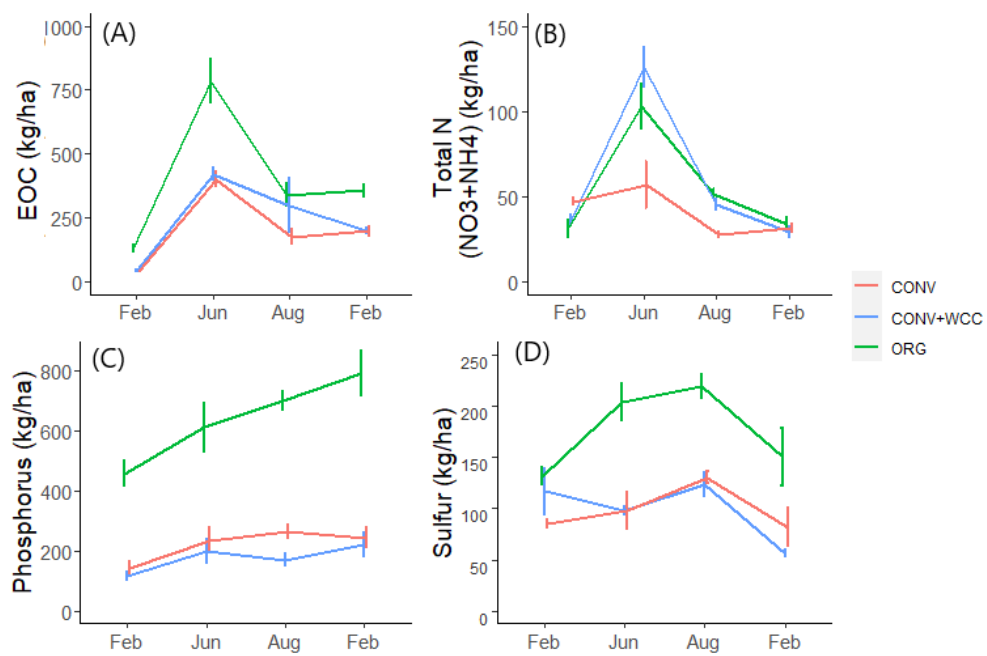 (A)
EOC (kg/ha)
1000
750
500
250
0
Feb Jun Aug Feb
(B)
Total N
(NO3+NH4) (kg/ha)
150
100
50
0
Feb Jun Aug Feb
CONV
CONV+WCC
ORG
(C)
Phosphorus (kg/ha)
800
600
400
200
0
Feb Jun Aug Feb
(D)
Sulfur (kg/ha)
250
200
150
100
50
0
Feb Jun Aug Feb